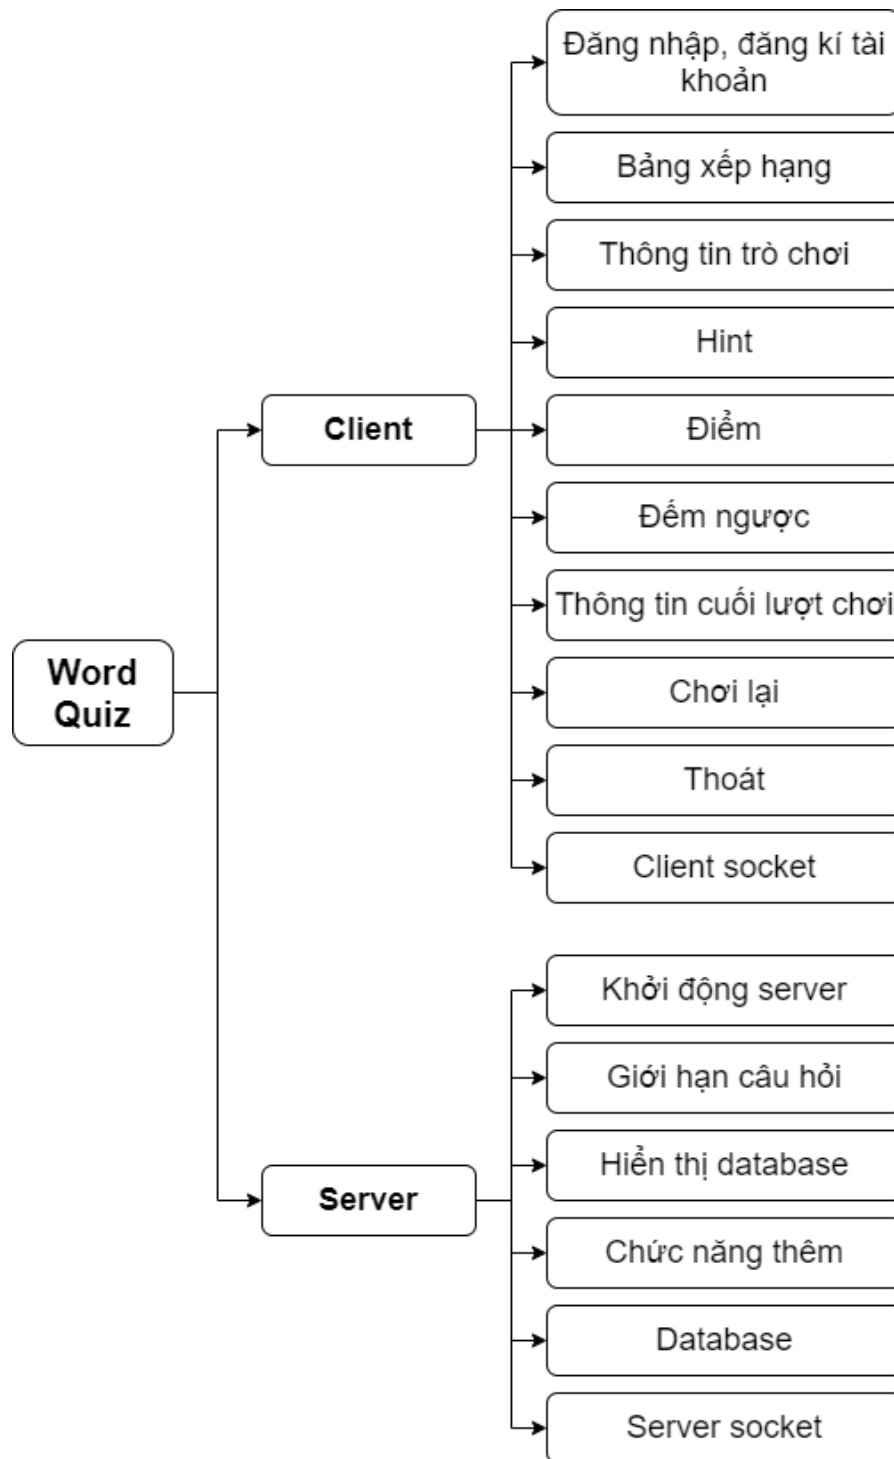 Word
Quiz
Client
Đăng nhập, đăng kí tài
khoản
Bảng xếp hạng
Thông tin trò chơi
Hint
Điểm
Đếm ngược
Thông tin cuối lượt chơi
Chơi lại
Thoát
Client socket
Server
Khởi động server
Giới hạn câu hỏi
Hiển thị database
Chức năng thêm
Database
Server socket